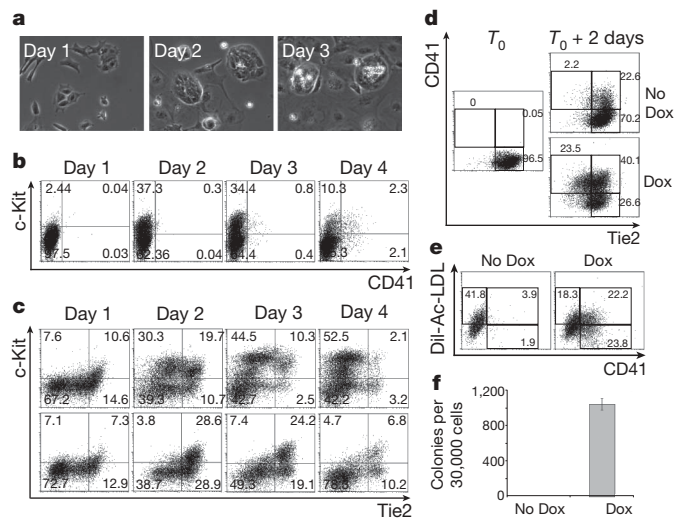 a
Day 1
Day 2
Day 3
b
Day 1
Day 2
Day 3
Day 4
c-Kit
2.44 0.04
37.3 0.3
34.4 0.8
10.3 2.3
97.5 0.03
62.36 0.04
64.4 0.4
2.1
CD41
c
Day 1
Day 2
Day 3
Day 4
c-Kit
7.6 10.6
30.3 19.7
44.5 10.3
52.5 2.1
67.2 14.6
39.3 10.7
42.7 2.5
42.2 3.2
7.1 7.3
3.8 28.6
7.4 24.2
4.7 6.8
72.7 12.9
38.7 28.9
49.3 19.1
78.3 10.2
Tie2
d
T0
T0 + 2 days
CD41
0
0.05
96.5
2.2
22.6
70.2
No
Dox
23.5
40.1
26.6
Dox
Tie2
e
No Dox
Dox
Dil-Ac-LDL
41.8
3.9
1.9
18.3
22.2
23.8
CD41
f
Colonies per
30,000 cells
1,200
800
400
0
No Dox
Dox